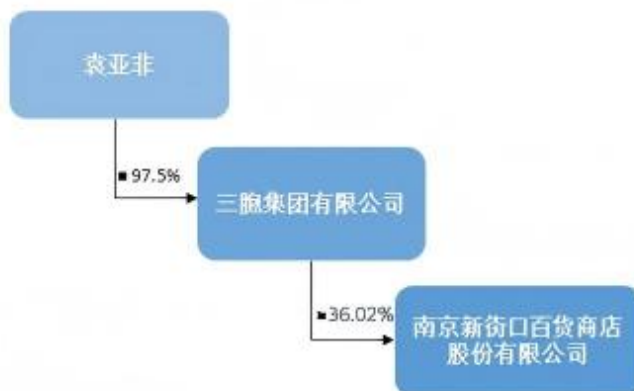 袁亚非
97.5%
三胞集团有限公司
36.02%
南京新街口百货商店
股份有限公司